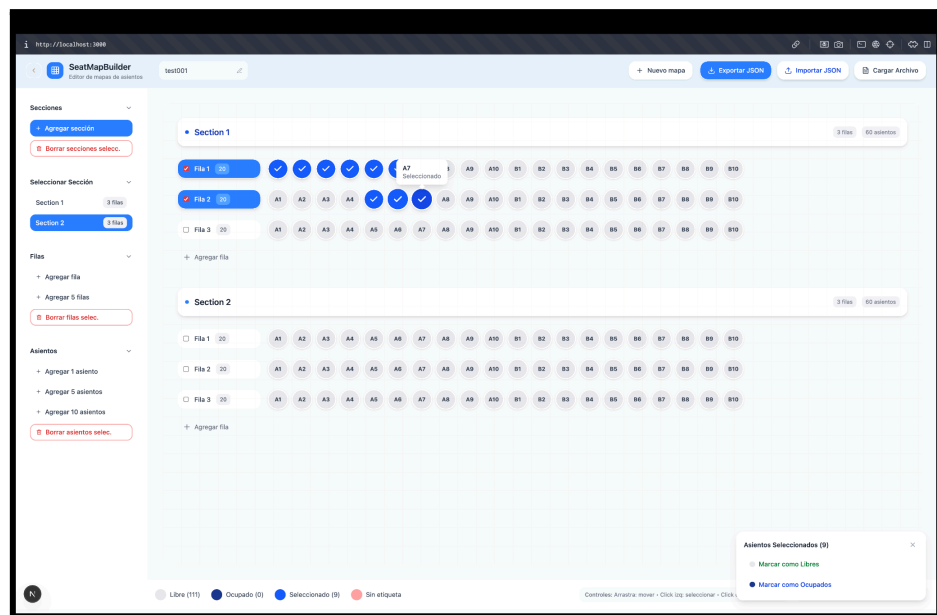 http://localhost:3000
SeatMapBuilder
Editor de mapas de asientos
test001
+ Nuevo mapa
Exportar JSON
Importar JSON
Cargar Archivo
Secciones
+ Agregar sección
Borrar secciones selecc.
Seleccionar Sección
Section 1 3 filas
Section 2 3 filas
Filas
+ Agregar fila
+ Agregar 5 filas
Borrar filas selec.
Asientos
+ Agregar 1 asiento
+ Agregar 5 asientos
+ Agregar 10 asientos
Borrar asientos selec.
Section 1 3 filas 60 asientos
Fila 1 20 A9 A10 B1 B2 B3 B4 B5 B6 B7 B8 B9 B10
A7
Seleccionado
Fila 2 20 A1 A2 A3 A4 A8 A9 A10 B1 B2 B3 B4 B5 B6 B7 B8 B9 B10
Fila 3 20 A1 A2 A3 A4 A5 A6 A7 A8 A9 A10 B1 B2 B3 B4 B5 B6 B7 B8 B9 B10
+ Agregar fila
Section 2 3 filas 60 asientos
Fila 1 20 A1 A2 A3 A4 A5 A6 A7 A8 A9 A10 B1 B2 B3 B4 B5 B6 B7 B8 B9 B10
Fila 2 20 A1 A2 A3 A4 A5 A6 A7 A8 A9 A10 B1 B2 B3 B4 B5 B6 B7 B8 B9 B10
Fila 3 20 A1 A2 A3 A4 A5 A6 A7 A8 A9 A10 B1 B2 B3 B4 B5 B6 B7 B8 B9 B10
+ Agregar fila
Asientos Seleccionados (9)
Marcar como Libres
Marcar como Ocupados
N
Libre (111)
Ocupado (0)
Seleccionado (9)
Sin etiqueta
Controles: Arrastra: mover • Click izq: seleccionar • Click